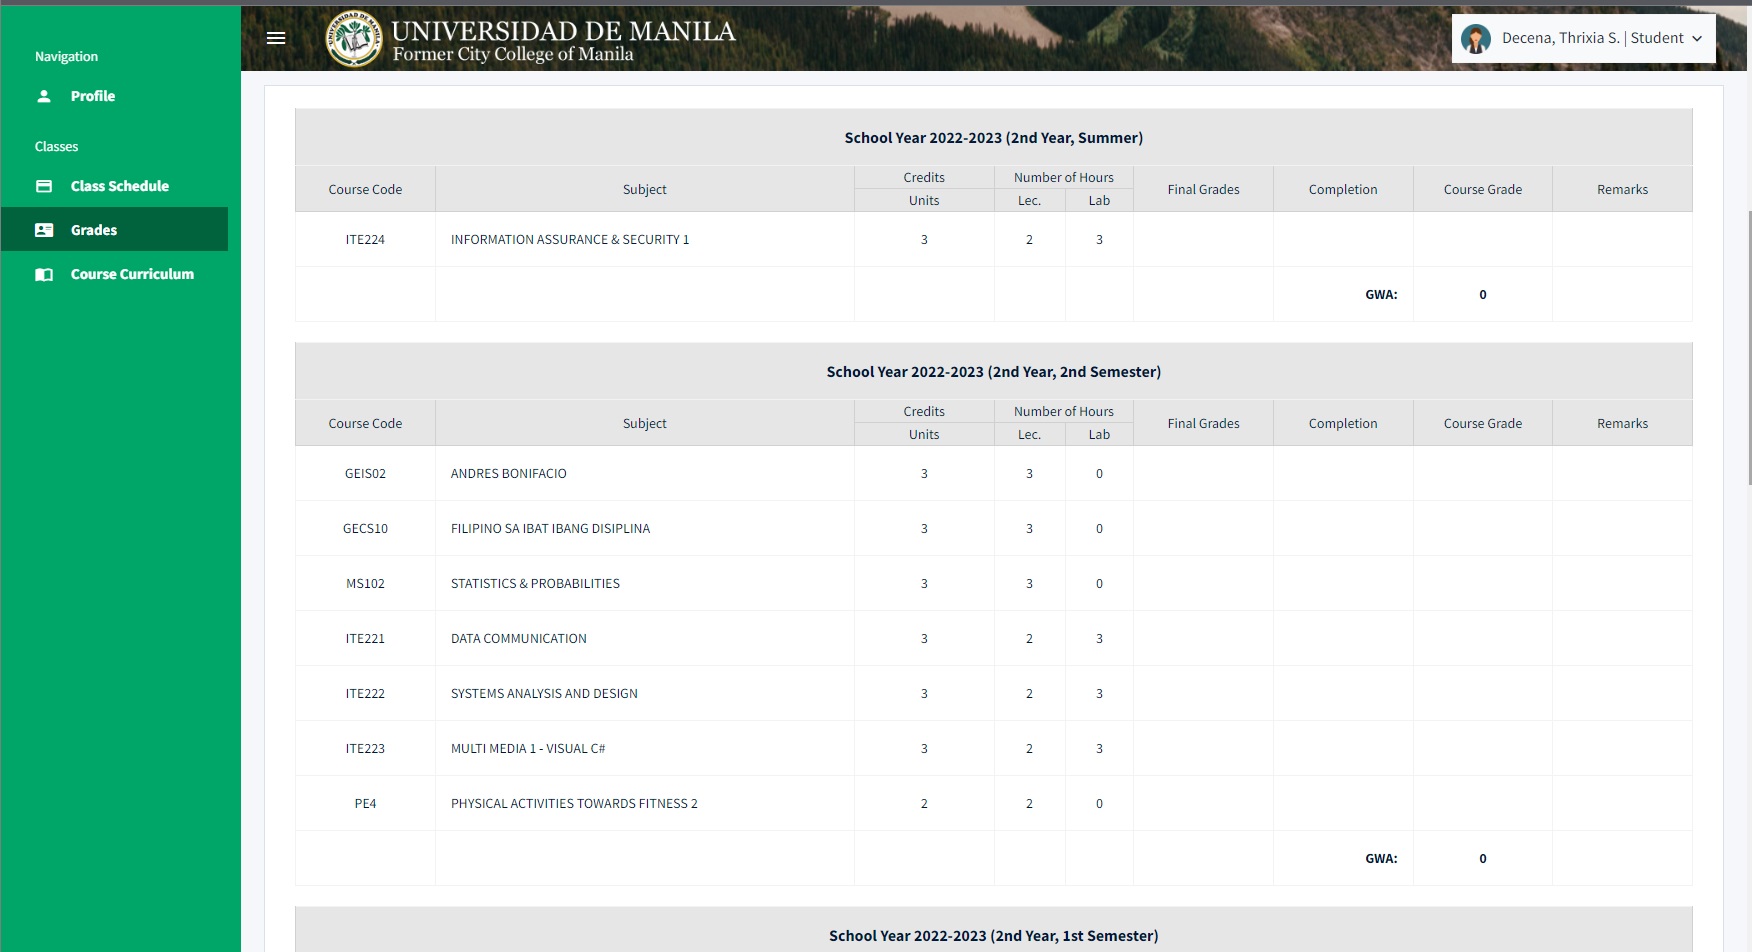 Navigation
Profile
Classes
Class Schedule
Grades
Course Curriculum
UNIVERSIDAD DE MANILA
Former City College of Manila
Decena, Thrixia S. | Student
School Year 2022-2023 (2nd Year, Summer)
Course Code Subject Credits Number of Hours Final Grades Completion Course Grade Remarks
Units Lec. Lab
ITE224 INFORMATION ASSURANCE & SECURITY 1 3 2 3
GWA: 0
School Year 2022-2023 (2nd Year, 2nd Semester)
Course Code Subject Credits Number of Hours Final Grades Completion Course Grade Remarks
Units Lec. Lab
GEIS02 ANDRES BONIFACIO 3 3 0
GECS10 FILIPINO SA IBAT IBANG DISIPLINA 3 3 0
MS102 STATISTICS & PROBABILITIES 3 3 0
ITE221 DATA COMMUNICATION 3 2 3
ITE222 SYSTEMS ANALYSIS AND DESIGN 3 2 3
ITE223 MULTI MEDIA 1 - VISUAL C# 3 2 3
PE4 PHYSICAL ACTIVITIES TOWARDS FITNESS 2 2 2 0
GWA: 0
School Year 2022-2023 (2nd Year, 1st Semester)